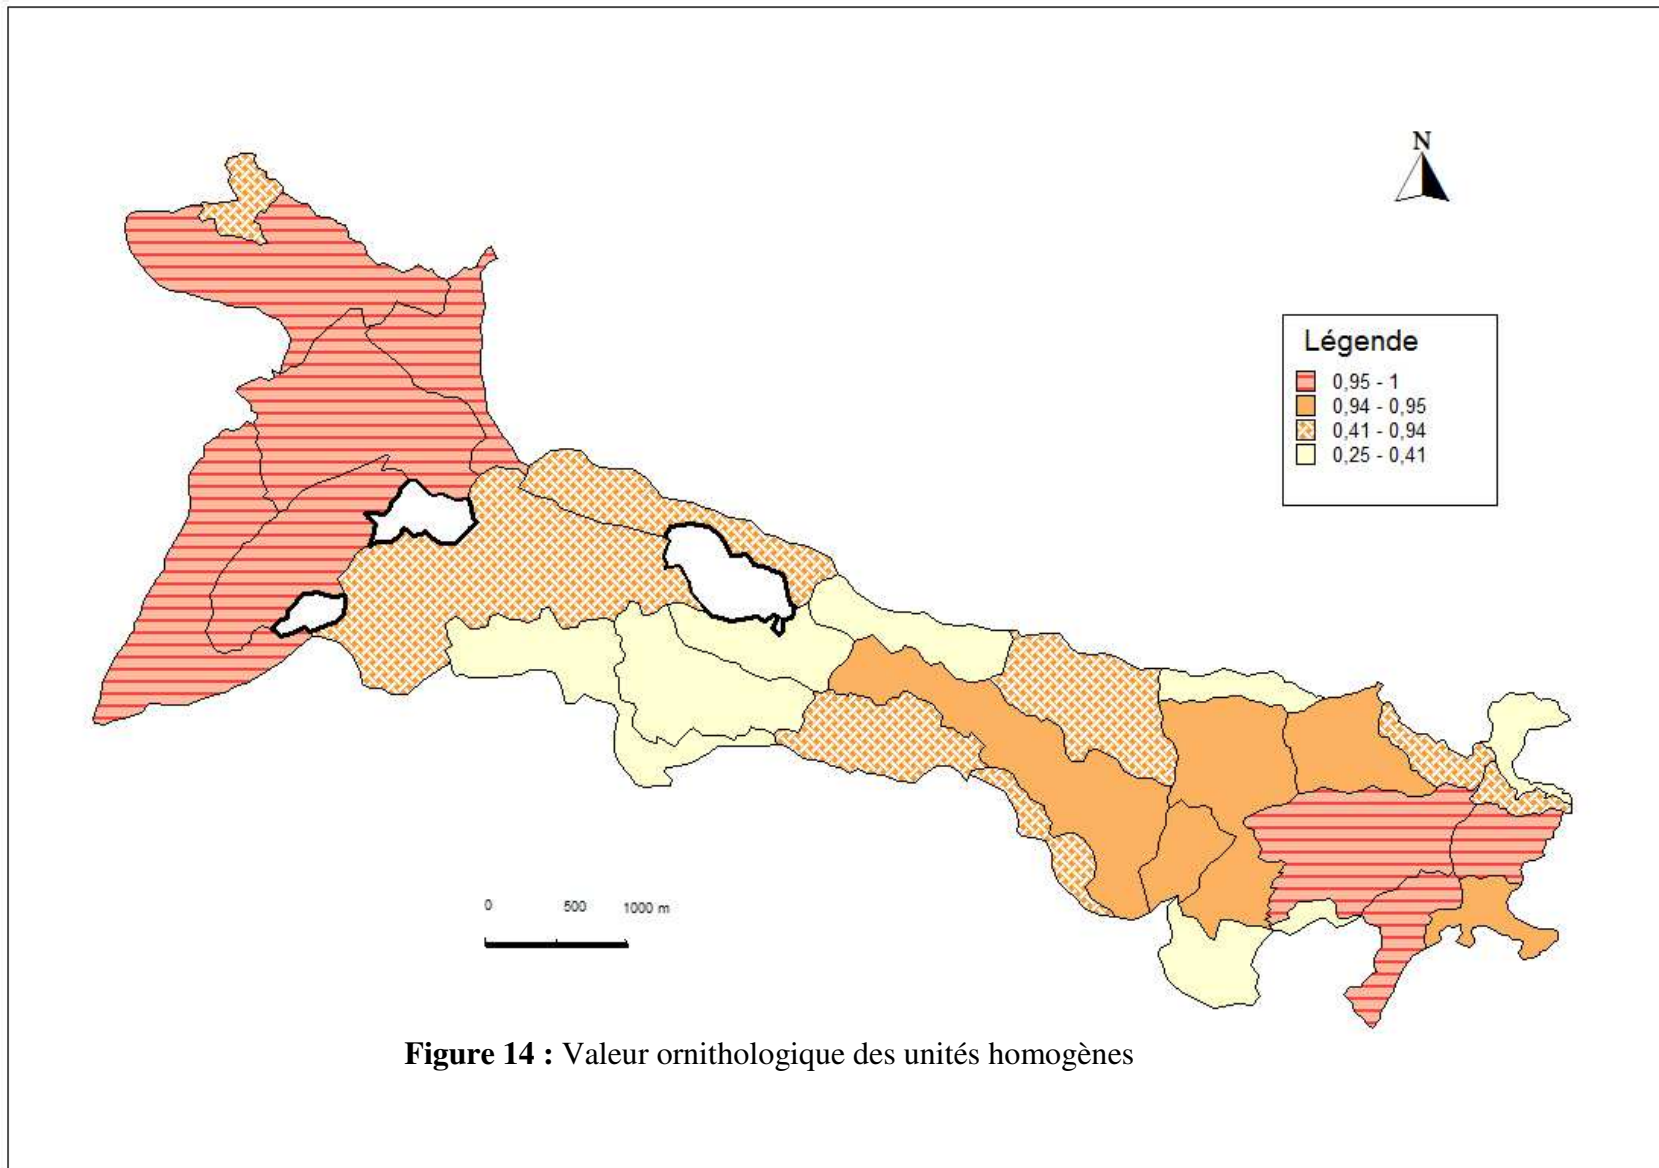 N
Légende
0,95 - 1
0,94 - 0,95
0,41 - 0,94
0,25 - 0,41
0 500 1000 m
Figure 14 : Valeur ornithologique des unités homogènes